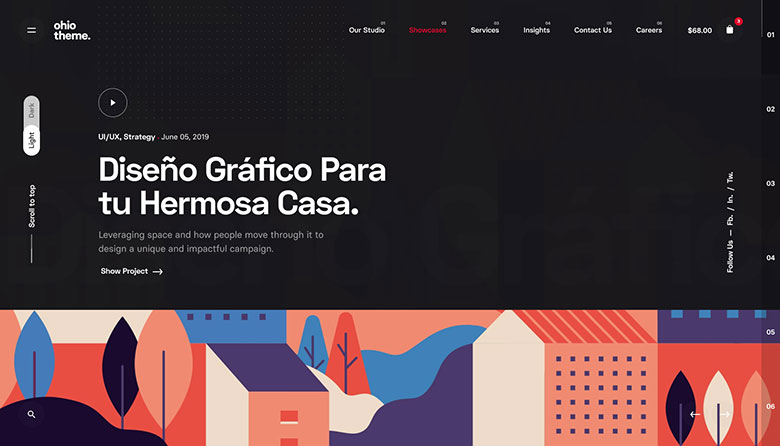 ohio
theme.
Our Studio 01
Showcases 02
Services 03
Insights 04
Contact Us 05
Careers 06
$68.00
5
Dark
Light
Scroll to top
UI/UX, Strategy June 05, 2019
Diseño Gráfico Para
tu Hermosa Casa.
Leveraging space and how people move through it to
design a unique and impactful campaign.
Show Project
Follow Us — Fb. / In. / Tw.
01
02
03
04
05
06